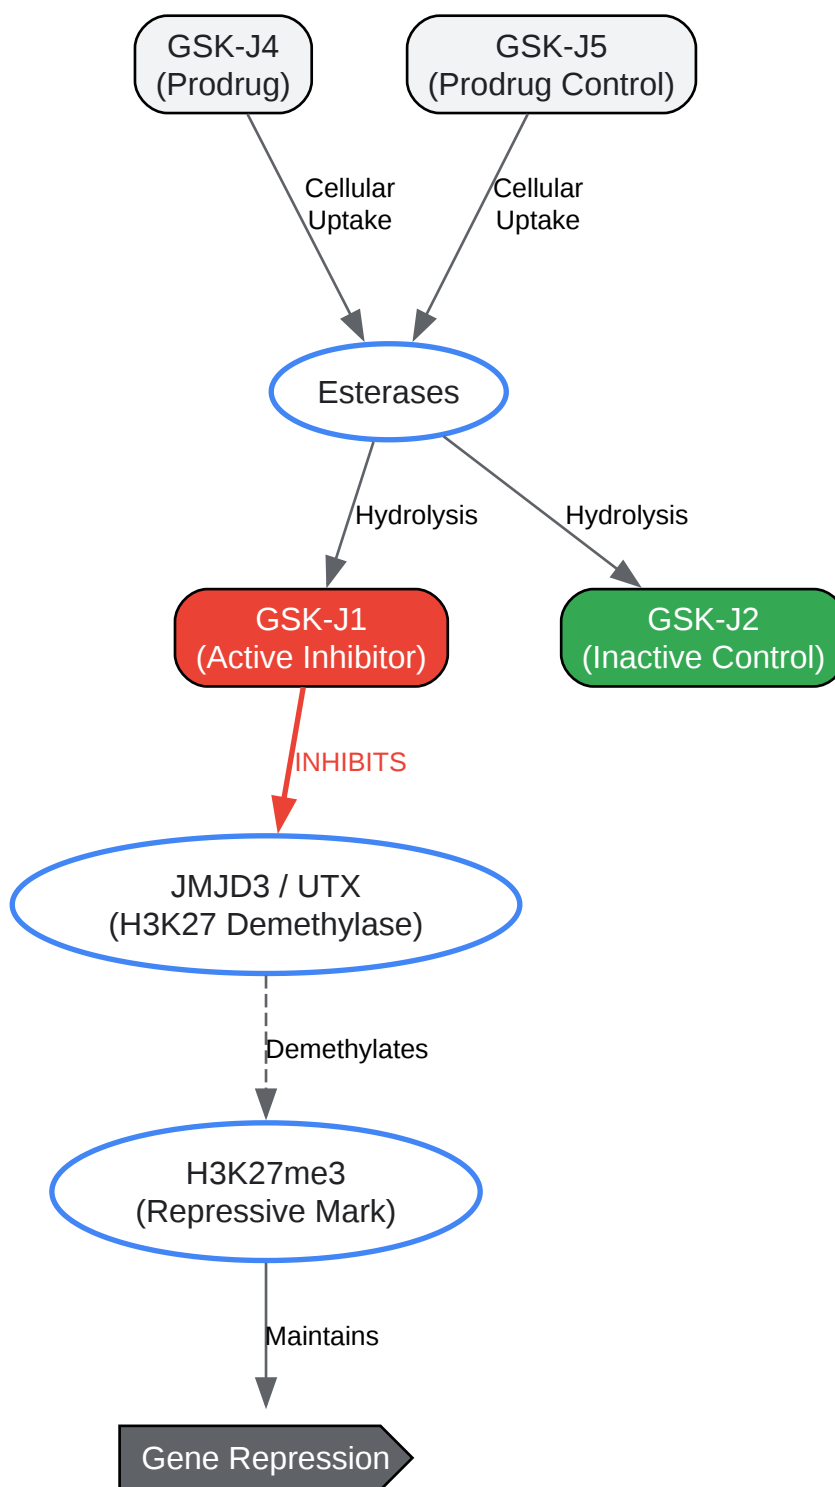 GSK-J4
(Prodrug)
GSK-J5
(Prodrug Control)
Cellular
Uptake
Cellular
Uptake
Esterases
Hydrolysis
Hydrolysis
GSK-J1
(Active Inhibitor)
GSK-J2
(Inactive Control)
INHIBITS
JMJD3 / UTX
(H3K27 Demethylase)
Demethylates
H3K27me3
(Repressive Mark)
Maintains
Gene Repression